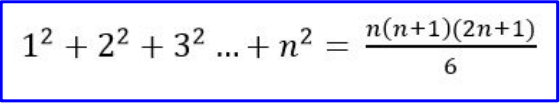 1² + 2² + 3² ... + n² = n(n+1)(2n+1)/6